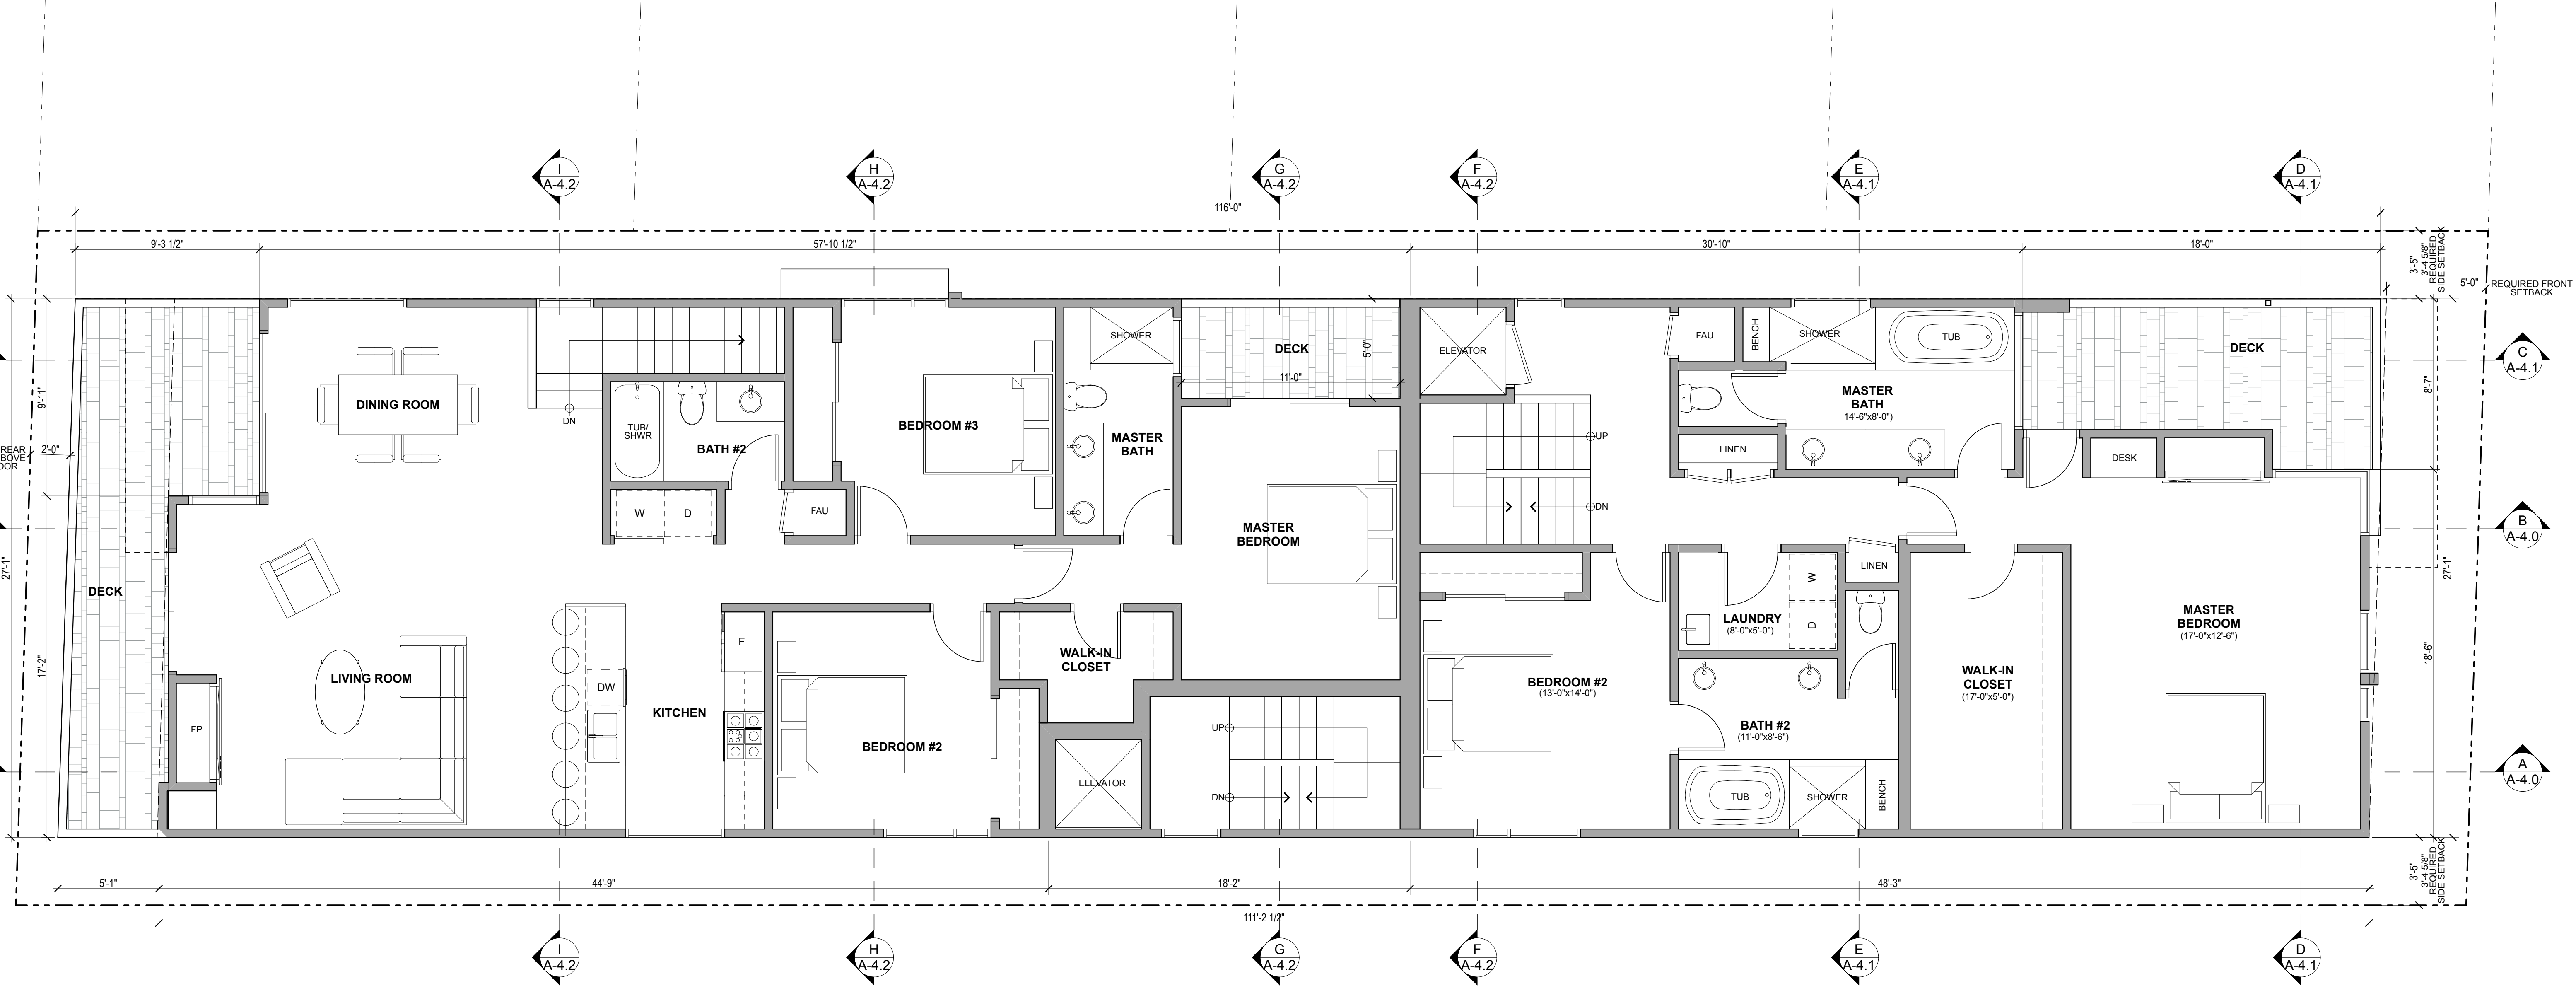 I
A-4.2
H
A-4.2
G
A-4.2
F
A-4.2
E
A-4.1
D
A-4.1
116'-0"
9'-3 1/2"
57'-10 1/2"
30'-10"
18'-0"
3'-5"
3'-4 5/8"
REQUIRED
SIDE SETBACK
5'-0"
REQUIRED FRONT
SETBACK
DINING ROOM
DN
TUB/
SHWR
BATH #2
W
D
FAU
BEDROOM #3
SHOWER
MASTER
BATH
DECK
5'-0"
11'-0"
MASTER
BEDROOM
ELEVATOR
UP
DN
FAU
BENCH
SHOWER
TUB
MASTER
BATH
14'-6"x8'-0")
LINEN
DECK
DESK
C
A-4.1
8'-7"
B
A-4.0
27'-1"
18'-6"
A
A-4.0
9'-11"
REAR
2'-0"
27'-1"
17'-2"
DECK
LIVING ROOM
FP
DW
KITCHEN
F
BEDROOM #2
WALK-IN
CLOSET
ELEVATOR
UP
DN
BEDROOM #2
(13'-0"x14'-0")
LAUNDRY
(8'-0"x5'-0")
W
D
LINEN
BATH #2
(11'-0"x8'-6")
TUB
SHOWER
BENCH
WALK-IN
CLOSET
(17'-0"x5'-0")
MASTER
BEDROOM
(17'-0"x12'-6")
3'-5"
3'-4 5/8"
REQUIRED
SIDE SETBACK
5'-1"
44'-9"
18'-2"
48'-3"
111'-2 1/2"
I
A-4.2
H
A-4.2
G
A-4.2
F
A-4.2
E
A-4.1
D
A-4.1